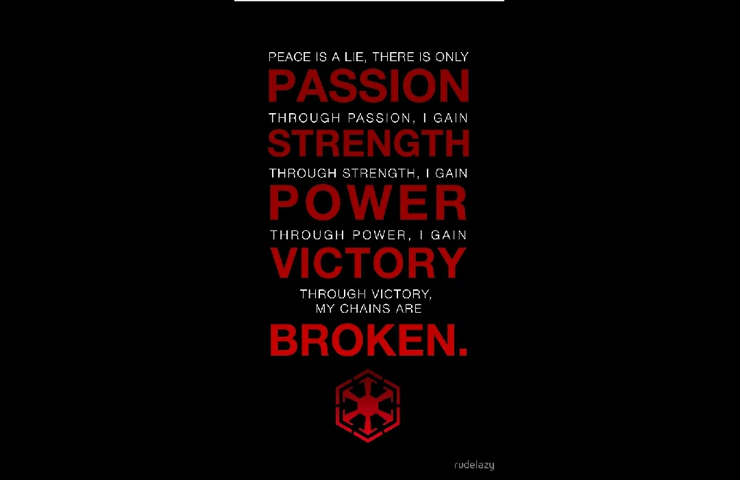 PEACE IS A LIE, THERE IS ONLY
PASSION
THROUGH PASSION, I GAIN
STRENGTH
THROUGH STRENGTH, I GAIN
POWER
THROUGH POWER, I GAIN
VICTORY
THROUGH VICTORY,
MY CHAINS ARE
BROKEN.
rudelazy